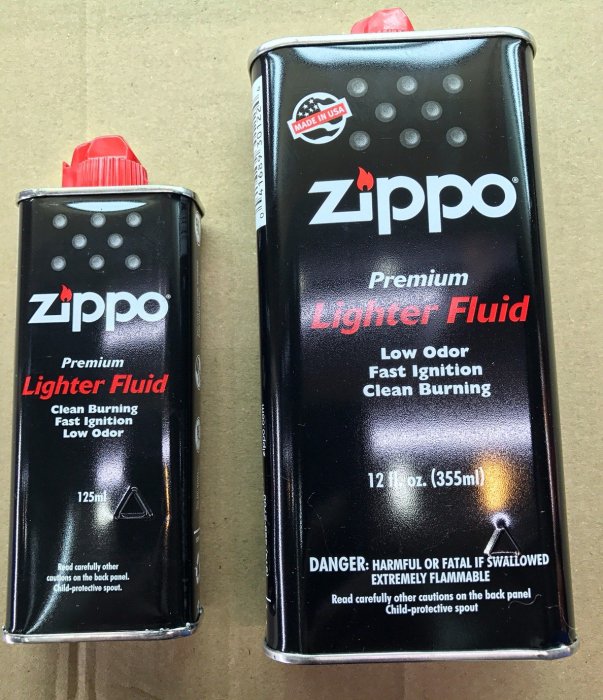 zippo
Premium
Lighter Fluid
Clean Burning
Fast Ignition
Low Odor
125ml
Read carefully other
cautions on the back panel.
Child-protective spout.
MADE IN USA
zippo
Premium
Lighter Fluid
Low Odor
Fast Ignition
Clean Burning
12 fl. oz. (355ml)
DANGER: HARMFUL OR FATAL IF SWALLOWED
EXTREMELY FLAMMABLE
Read carefully other cautions on the back panel
Child-protective spout
zippo.com